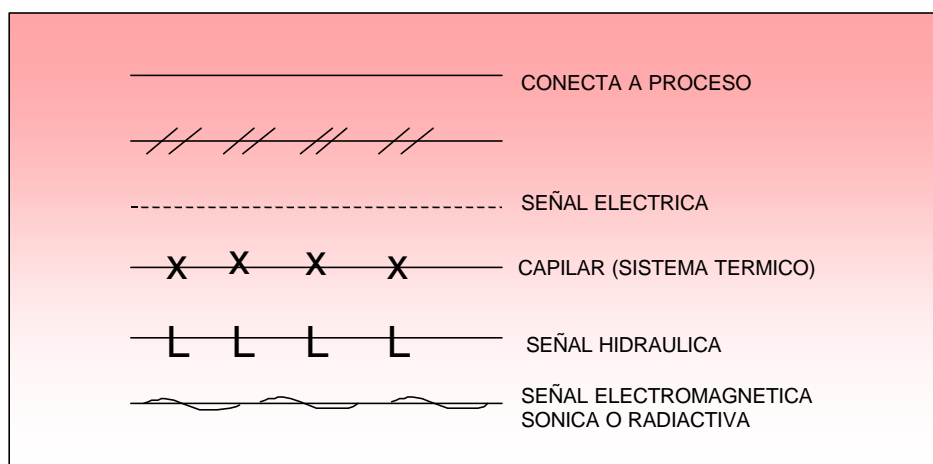 CONECTA A PROCESO
SEÑAL ELECTRICA
X X X X
CAPILAR (SISTEMA TERMICO)
L L L L
SEÑAL HIDRAULICA
SEÑAL ELECTROMAGNETICA
SONICA O RADIACTIVA